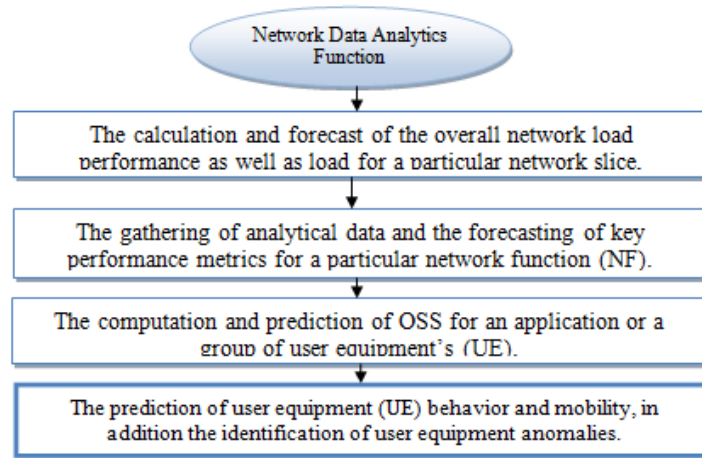 Network Data Analytics
Function
The calculation and forecast of the overall network load
performance as well as load for a particular network slice.
The gathering of analytical data and the forecasting of key
performance metrics for a particular network function (NF).
The computation and prediction of OSS for an application or a
group of user equipment's (UE).
The prediction of user equipment (UE) behavior and mobility, in
addition the identification of user equipment anomalies.